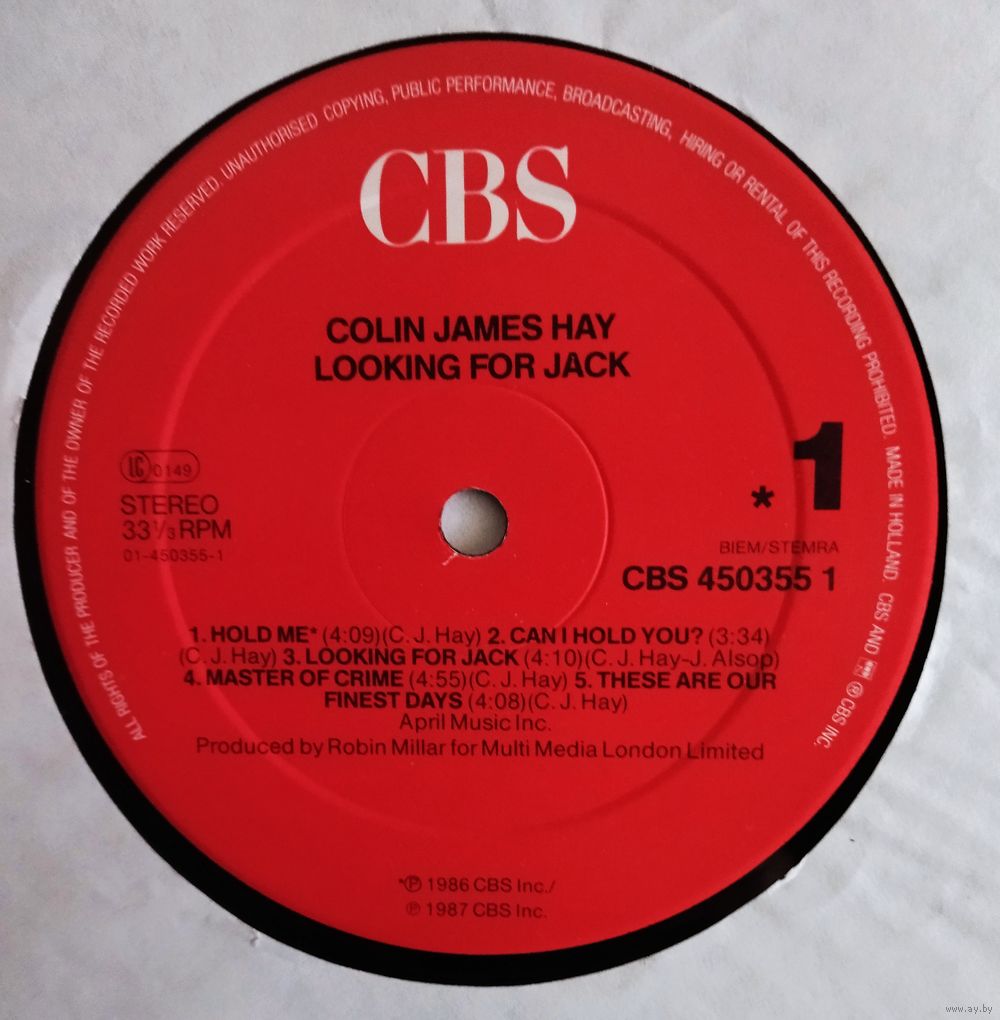 ALL RIGHTS OF THE PRODUCER AND OF THE OWNER OF THE RECORDED WORK RESERVED. UNAUTHORISED COPYING, PUBLIC PERFORMANCE, BROADCASTING, HIRING OR RENTAL OF THIS RECORDING PROHIBITED. MADE IN HOLLAND. CBS AND ® CBS INC.
CBS
COLIN JAMES HAY
LOOKING FOR JACK
LC 0149
STEREO
33⅓ RPM
01-450355-1
* 1
BIEM/STEMRA
CBS 450355 1
1. HOLD ME* (4:09)(C. J. Hay) 2. CAN I HOLD YOU? (3:34)
(C. J. Hay) 3. LOOKING FOR JACK (4:10)(C. J. Hay-J. Alsop)
4. MASTER OF CRIME (4:55)(C. J. Hay) 5. THESE ARE OUR
FINEST DAYS (4:08)(C. J. Hay)
April Music Inc.
Produced by Robin Millar for Multi Media London Limited
*℗ 1986 CBS Inc./
℗ 1987 CBS Inc.
www.ay.by